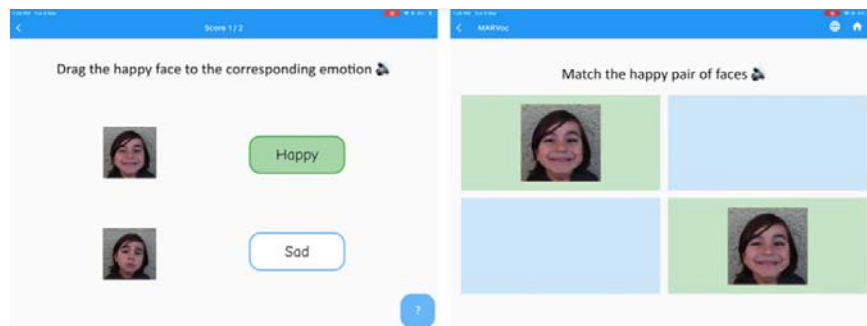 Score 1/2
Drag the happy face to the corresponding emotion
Happy
Sad
?
MARVoc
Match the happy pair of faces